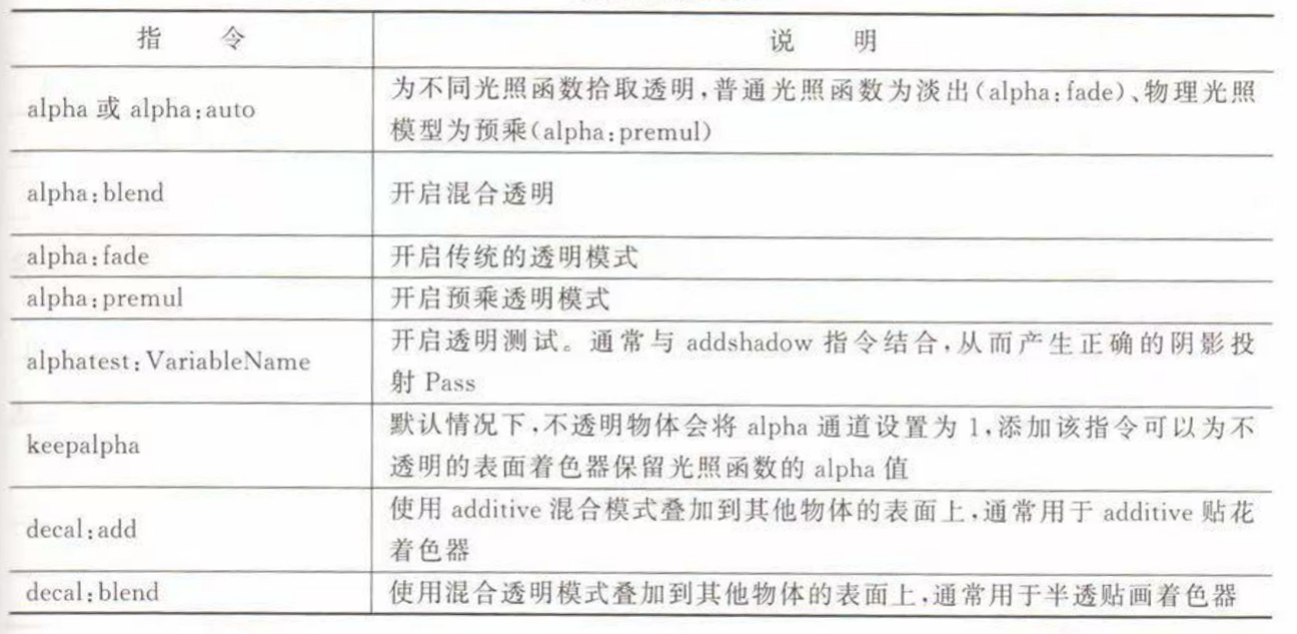 指 令 说 明
alpha 或 alpha:auto 为不同光照函数拾取透明,普通光照函数为淡出(alpha:fade)、物理光照
模型为预乘(alpha:premul)
alpha:blend 开启混合透明
alpha:fade 开启传统的透明模式
alpha:premul 开启预乘透明模式
alphatest:VariableName 开启透明测试。通常与 addshadow 指令结合,从而产生正确的阴影投
射 Pass
keepalpha 默认情况下,不透明物体会将 alpha 通道设置为 1,添加该指令可以为不
透明的表面着色器保留光照函数的 alpha 值
decal:add 使用 additive 混合模式叠加到其他物体的表面上,通常用于 additive 贴花
着色器
decal:blend 使用混合透明模式叠加到其他物体的表面上,通常用于半透贴画着色器